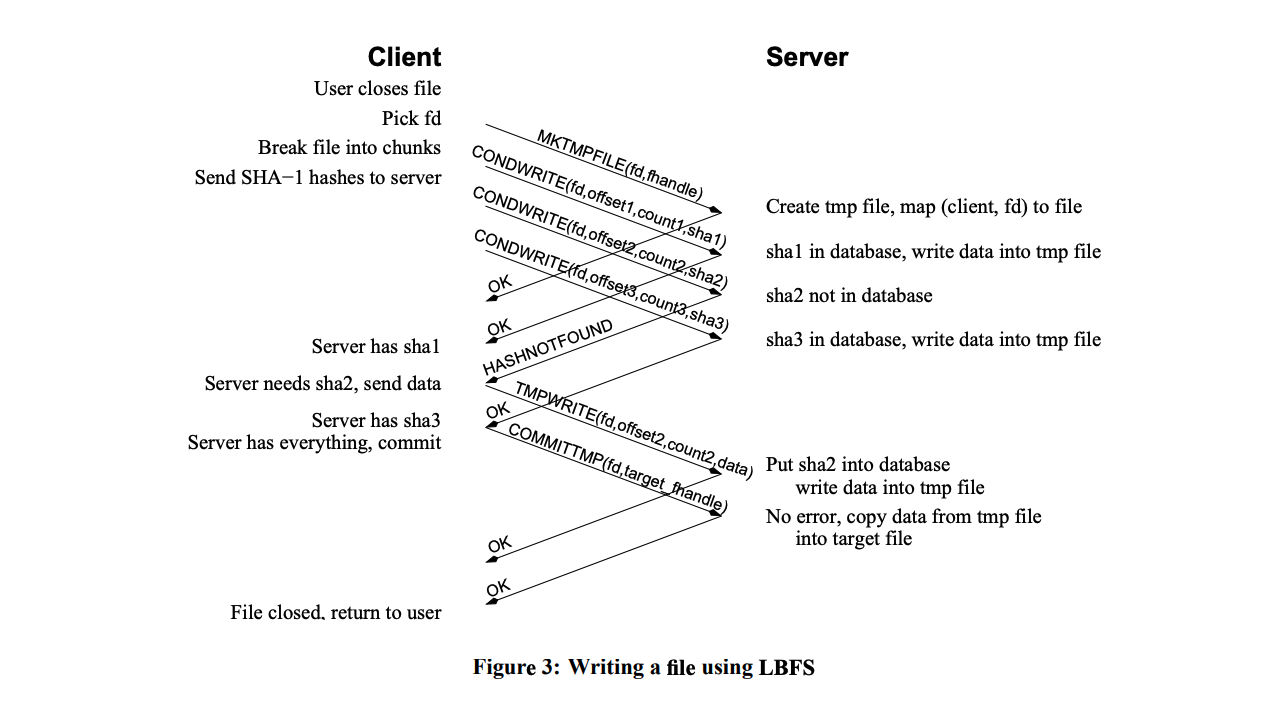 Client
Server
User closes file
Pick fd
Break file into chunks
Send SHA−1 hashes to server
MKTMPFILE(fd,fhandle)
CONDWRITE(fd,offset1,count1,sha1)
CONDWRITE(fd,offset2,count2,sha2)
CONDWRITE(fd,offset3,count3,sha3)
Create tmp file, map (client, fd) to file
sha1 in database, write data into tmp file
sha2 not in database
sha3 in database, write data into tmp file
OK
OK
HASHNOTFOUND
OK
Server has sha1
Server needs sha2, send data
Server has sha3
Server has everything, commit
TMPWRITE(fd,offset2,count2,data)
COMMITTMP(fd,target_fhandle)
Put sha2 into database
write data into tmp file
No error, copy data from tmp file
into target file
OK
OK
File closed, return to user
Figure 3: Writing a file using LBFS